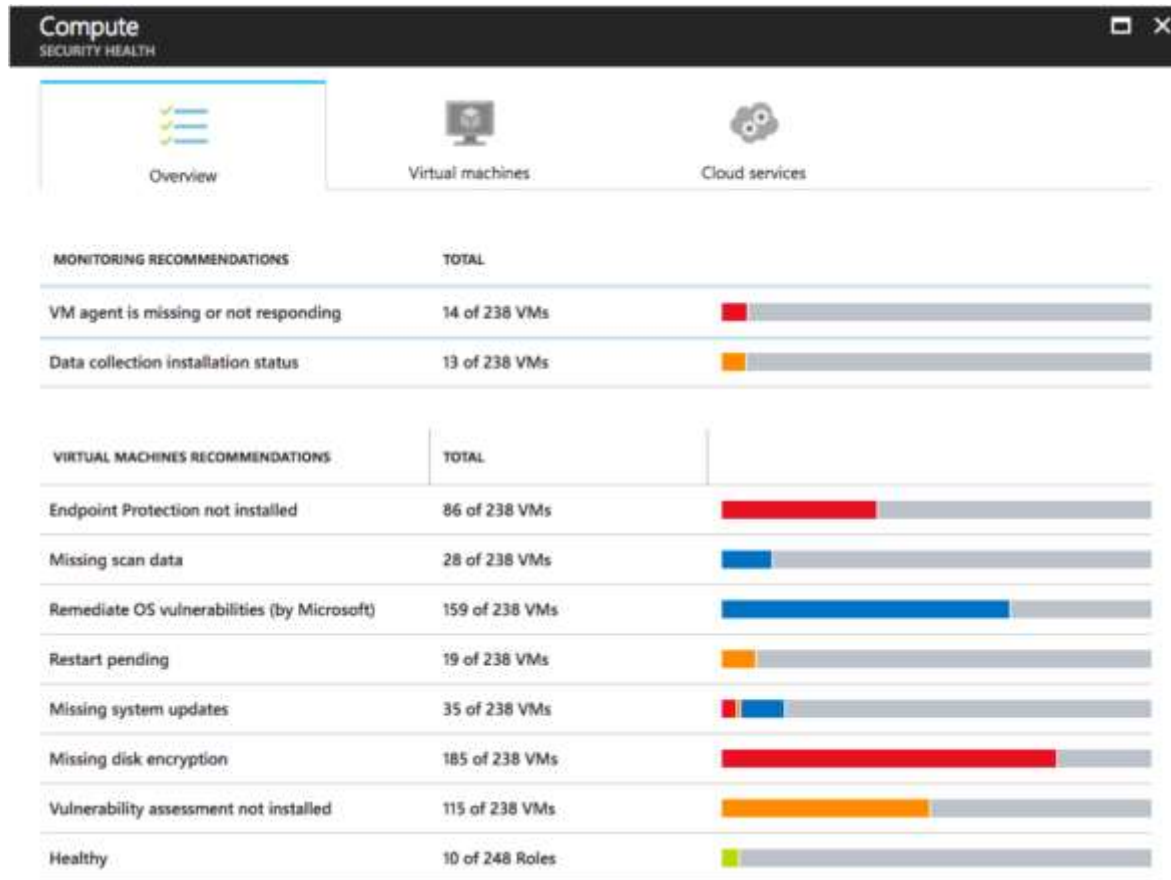 Compute
SECURITY HEALTH
Overview
Virtual machines
Cloud services
MONITORING RECOMMENDATIONS TOTAL
VM agent is missing or not responding 14 of 238 VMs
Data collection installation status 13 of 238 VMs
VIRTUAL MACHINES RECOMMENDATIONS TOTAL
Endpoint Protection not installed 86 of 238 VMs
Missing scan data 28 of 238 VMs
Remediate OS vulnerabilities (by Microsoft) 159 of 238 VMs
Restart pending 19 of 238 VMs
Missing system updates 35 of 238 VMs
Missing disk encryption 185 of 238 VMs
Vulnerability assessment not installed 115 of 238 VMs
Healthy 10 of 248 Roles